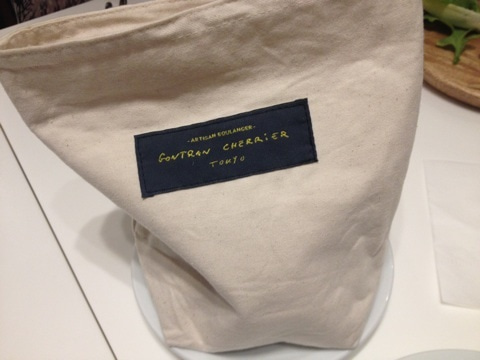 -ARTISAN BOULANGER-
GONTRAN CHERRiER
TOKYO